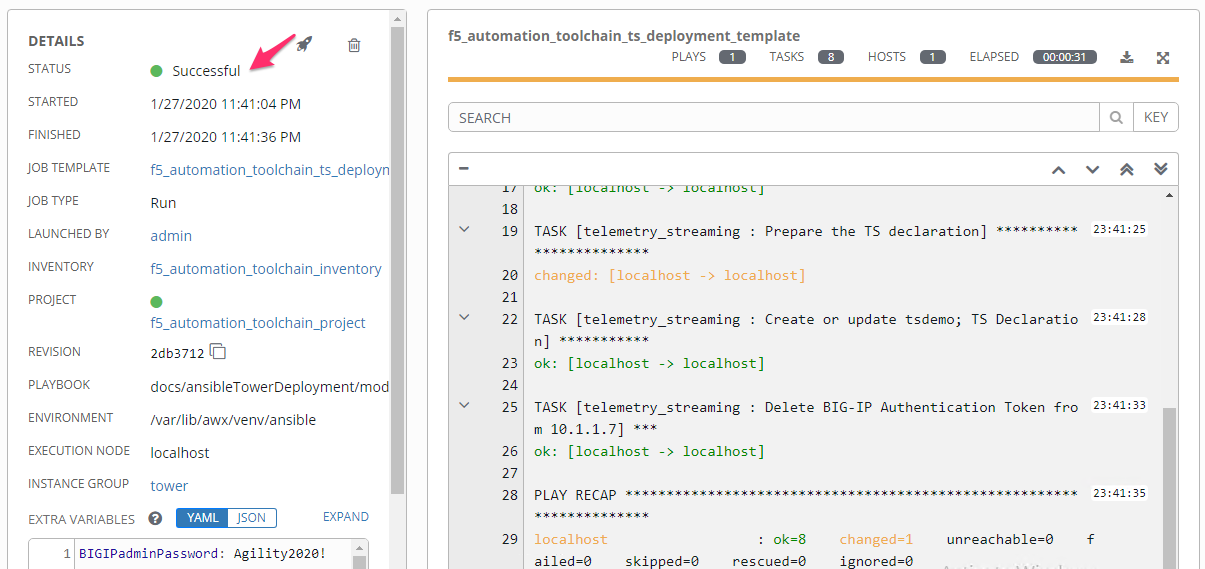 DETAILS
STATUS Successful
STARTED 1/27/2020 11:41:04 PM
FINISHED 1/27/2020 11:41:36 PM
JOB TEMPLATE f5_automation_toolchain_ts_deployn
JOB TYPE Run
LAUNCHED BY admin
INVENTORY f5_automation_toolchain_inventory
PROJECT
f5_automation_toolchain_project
REVISION 2db3712
PLAYBOOK docs/ansibleTowerDeployment/mod
ENVIRONMENT /var/lib/awx/venv/ansible
EXECUTION NODE localhost
INSTANCE GROUP tower
EXTRA VARIABLES ? YAML JSON EXPAND
1 BIGIPadminPassword: Agility2020!
f5_automation_toolchain_ts_deployment_template
PLAYS 1 TASKS 8 HOSTS 1 ELAPSED 00:00:31
SEARCH KEY
17 ok: [localhost -> localhost]
18
19 TASK [telemetry_streaming : Prepare the TS declaration] ********** 23:41:25
**************
20 changed: [localhost -> localhost]
21
22 TASK [telemetry_streaming : Create or update tsdemo; TS Declaratio 23:41:28
n] ***********
23 ok: [localhost -> localhost]
24
25 TASK [telemetry_streaming : Delete BIG-IP Authentication Token fro 23:41:33
m 10.1.1.7] ***
26 ok: [localhost -> localhost]
27
28 PLAY RECAP ******************************************************* 23:41:35
**************
29 localhost : ok=8 changed=1 unreachable=0 f
ailed=0 skipped=0 rescued=0 ignored=0